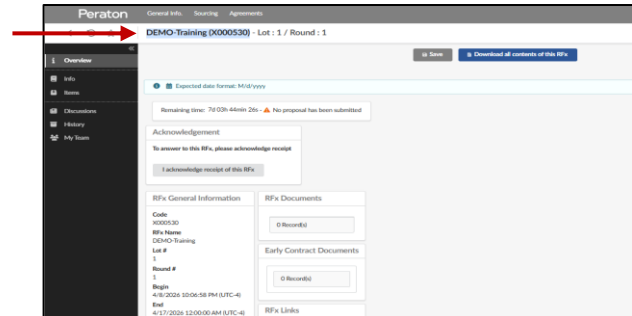 Peraton
General Info. Sourcing Agreements
DEMO-Training (X000530) - Lot : 1 / Round : 1
Save
Download all contents of this RFx
Overview
Info
Items
Discussions
History
My Team
Expected date format: M/d/yyyy
Remaining time: 7d 03h 44min 26s - No proposal has been submitted
Acknowledgement
To answer to this RFx, please acknowledge receipt
I acknowledge receipt of this RFx
RFx General Information
Code
X000530
RFx Name
DEMO-Training
Lot #
1
Round #
1
Begin
4/8/2026 10:06:58 PM (UTC-4)
End
4/17/2026 12:00:00 AM (UTC-4)
RFx Documents
0 Record(s)
Early Contract Documents
0 Record(s)
RFx Links